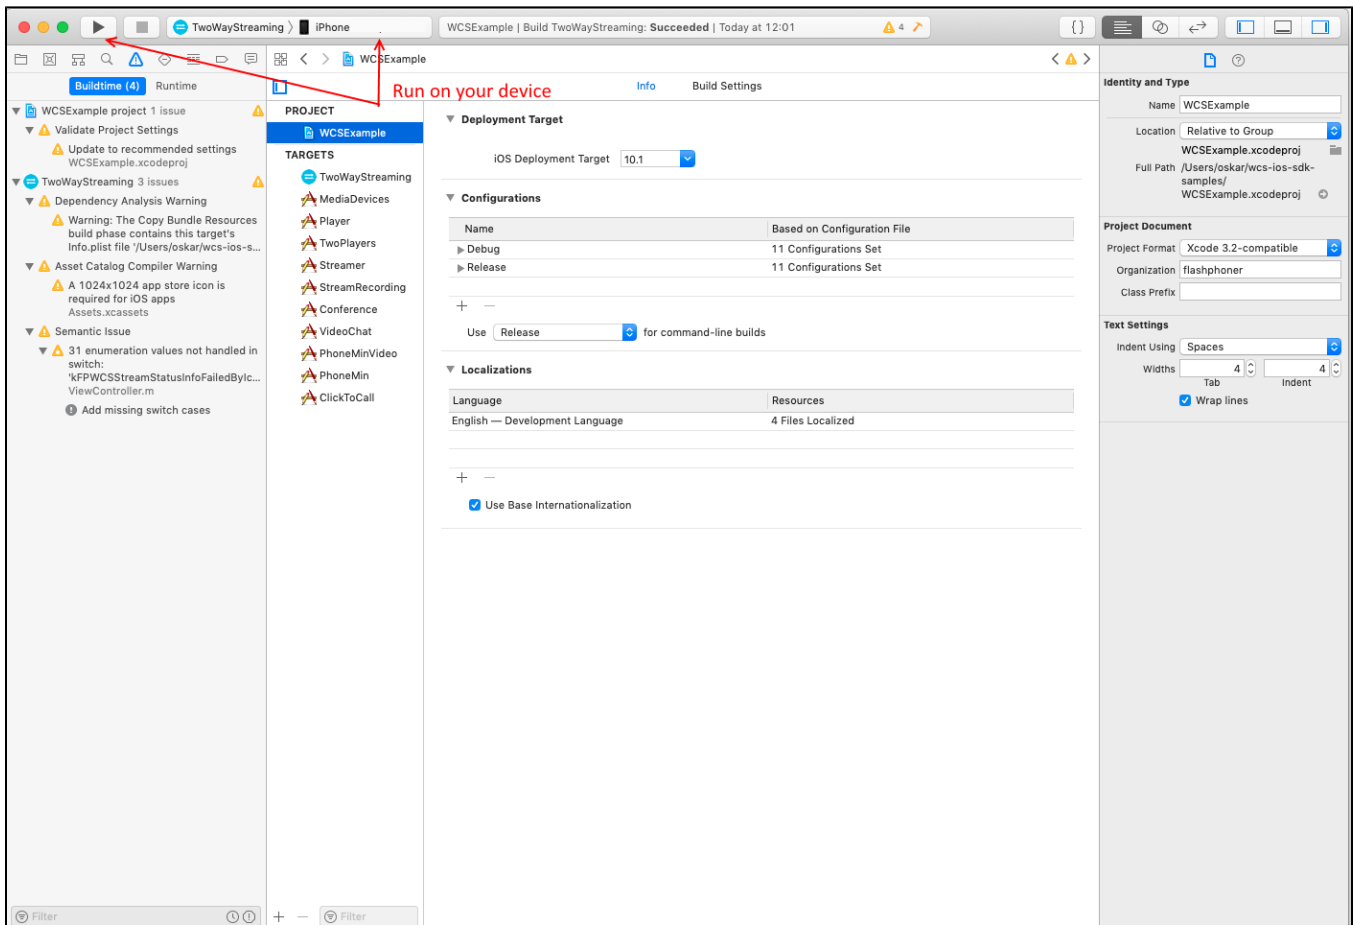 TwoWayStreaming 〉 iPhone
WCSExample | Build TwoWayStreaming: Succeeded | Today at 12:01
4
{ }
WCSExample
Buildtime (4) Runtime
Run on your device
Info Build Settings
WCSExample project 1 issue
Validate Project Settings
Update to recommended settings
WCSExample.xcodeproj
TwoWayStreaming 3 issues
Dependency Analysis Warning
Warning: The Copy Bundle Resources
build phase contains this target's
Info.plist file '/Users/oskar/wcs-ios-s...
Asset Catalog Compiler Warning
A 1024x1024 app store icon is
required for iOS apps
Assets.xcassets
Semantic Issue
31 enumeration values not handled in
switch:
'kFPWCSStreamStatusInfoFailedByIc...
ViewController.m
Add missing switch cases
Filter
PROJECT
WCSExample
TARGETS
TwoWayStreaming
MediaDevices
Player
TwoPlayers
Streamer
StreamRecording
Conference
VideoChat
PhoneMinVideo
PhoneMin
ClickToCall
+ − Filter
Deployment Target
iOS Deployment Target 10.1
Configurations
Name Based on Configuration File
Debug 11 Configurations Set
Release 11 Configurations Set
+ −
Use Release for command-line builds
Localizations
Language Resources
English — Development Language 4 Files Localized
+ −
Use Base Internationalization
Identity and Type
Name WCSExample
Location Relative to Group
WCSExample.xcodeproj
Full Path /Users/oskar/wcs-ios-sdk-
samples/
WCSExample.xcodeproj
Project Document
Project Format Xcode 3.2-compatible
Organization flashphoner
Class Prefix
Text Settings
Indent Using Spaces
Widths 4 4
Tab Indent
Wrap lines